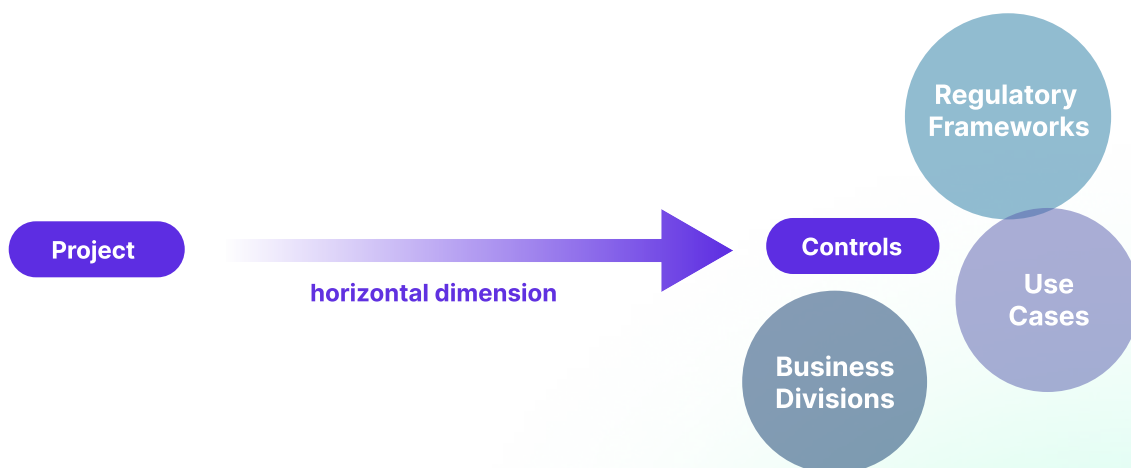 Regulatory
Frameworks
Project
Controls
horizontal dimension
Use
Cases
Business
Divisions